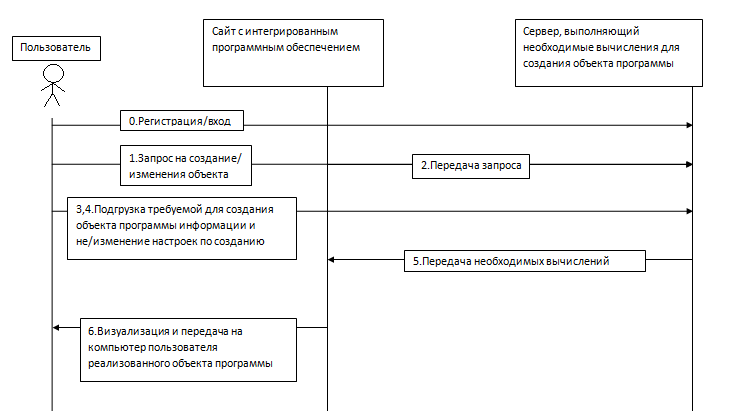 Пользователь
Сайт с интегрированным
программным обеспечением
Сервер, выполняющий
необходимые вычисления для
создания объекта программы
0.Регистрация/вход
1.Запрос на создание/
изменения объекта
2.Передача запроса
3,4.Подгрузка требуемой для создания
объекта программы информации и
не/изменение настроек по созданию
5.Передача необходимых вычислений
6.Визуализация и передача на
компьютер пользователя
реализованного объекта программы